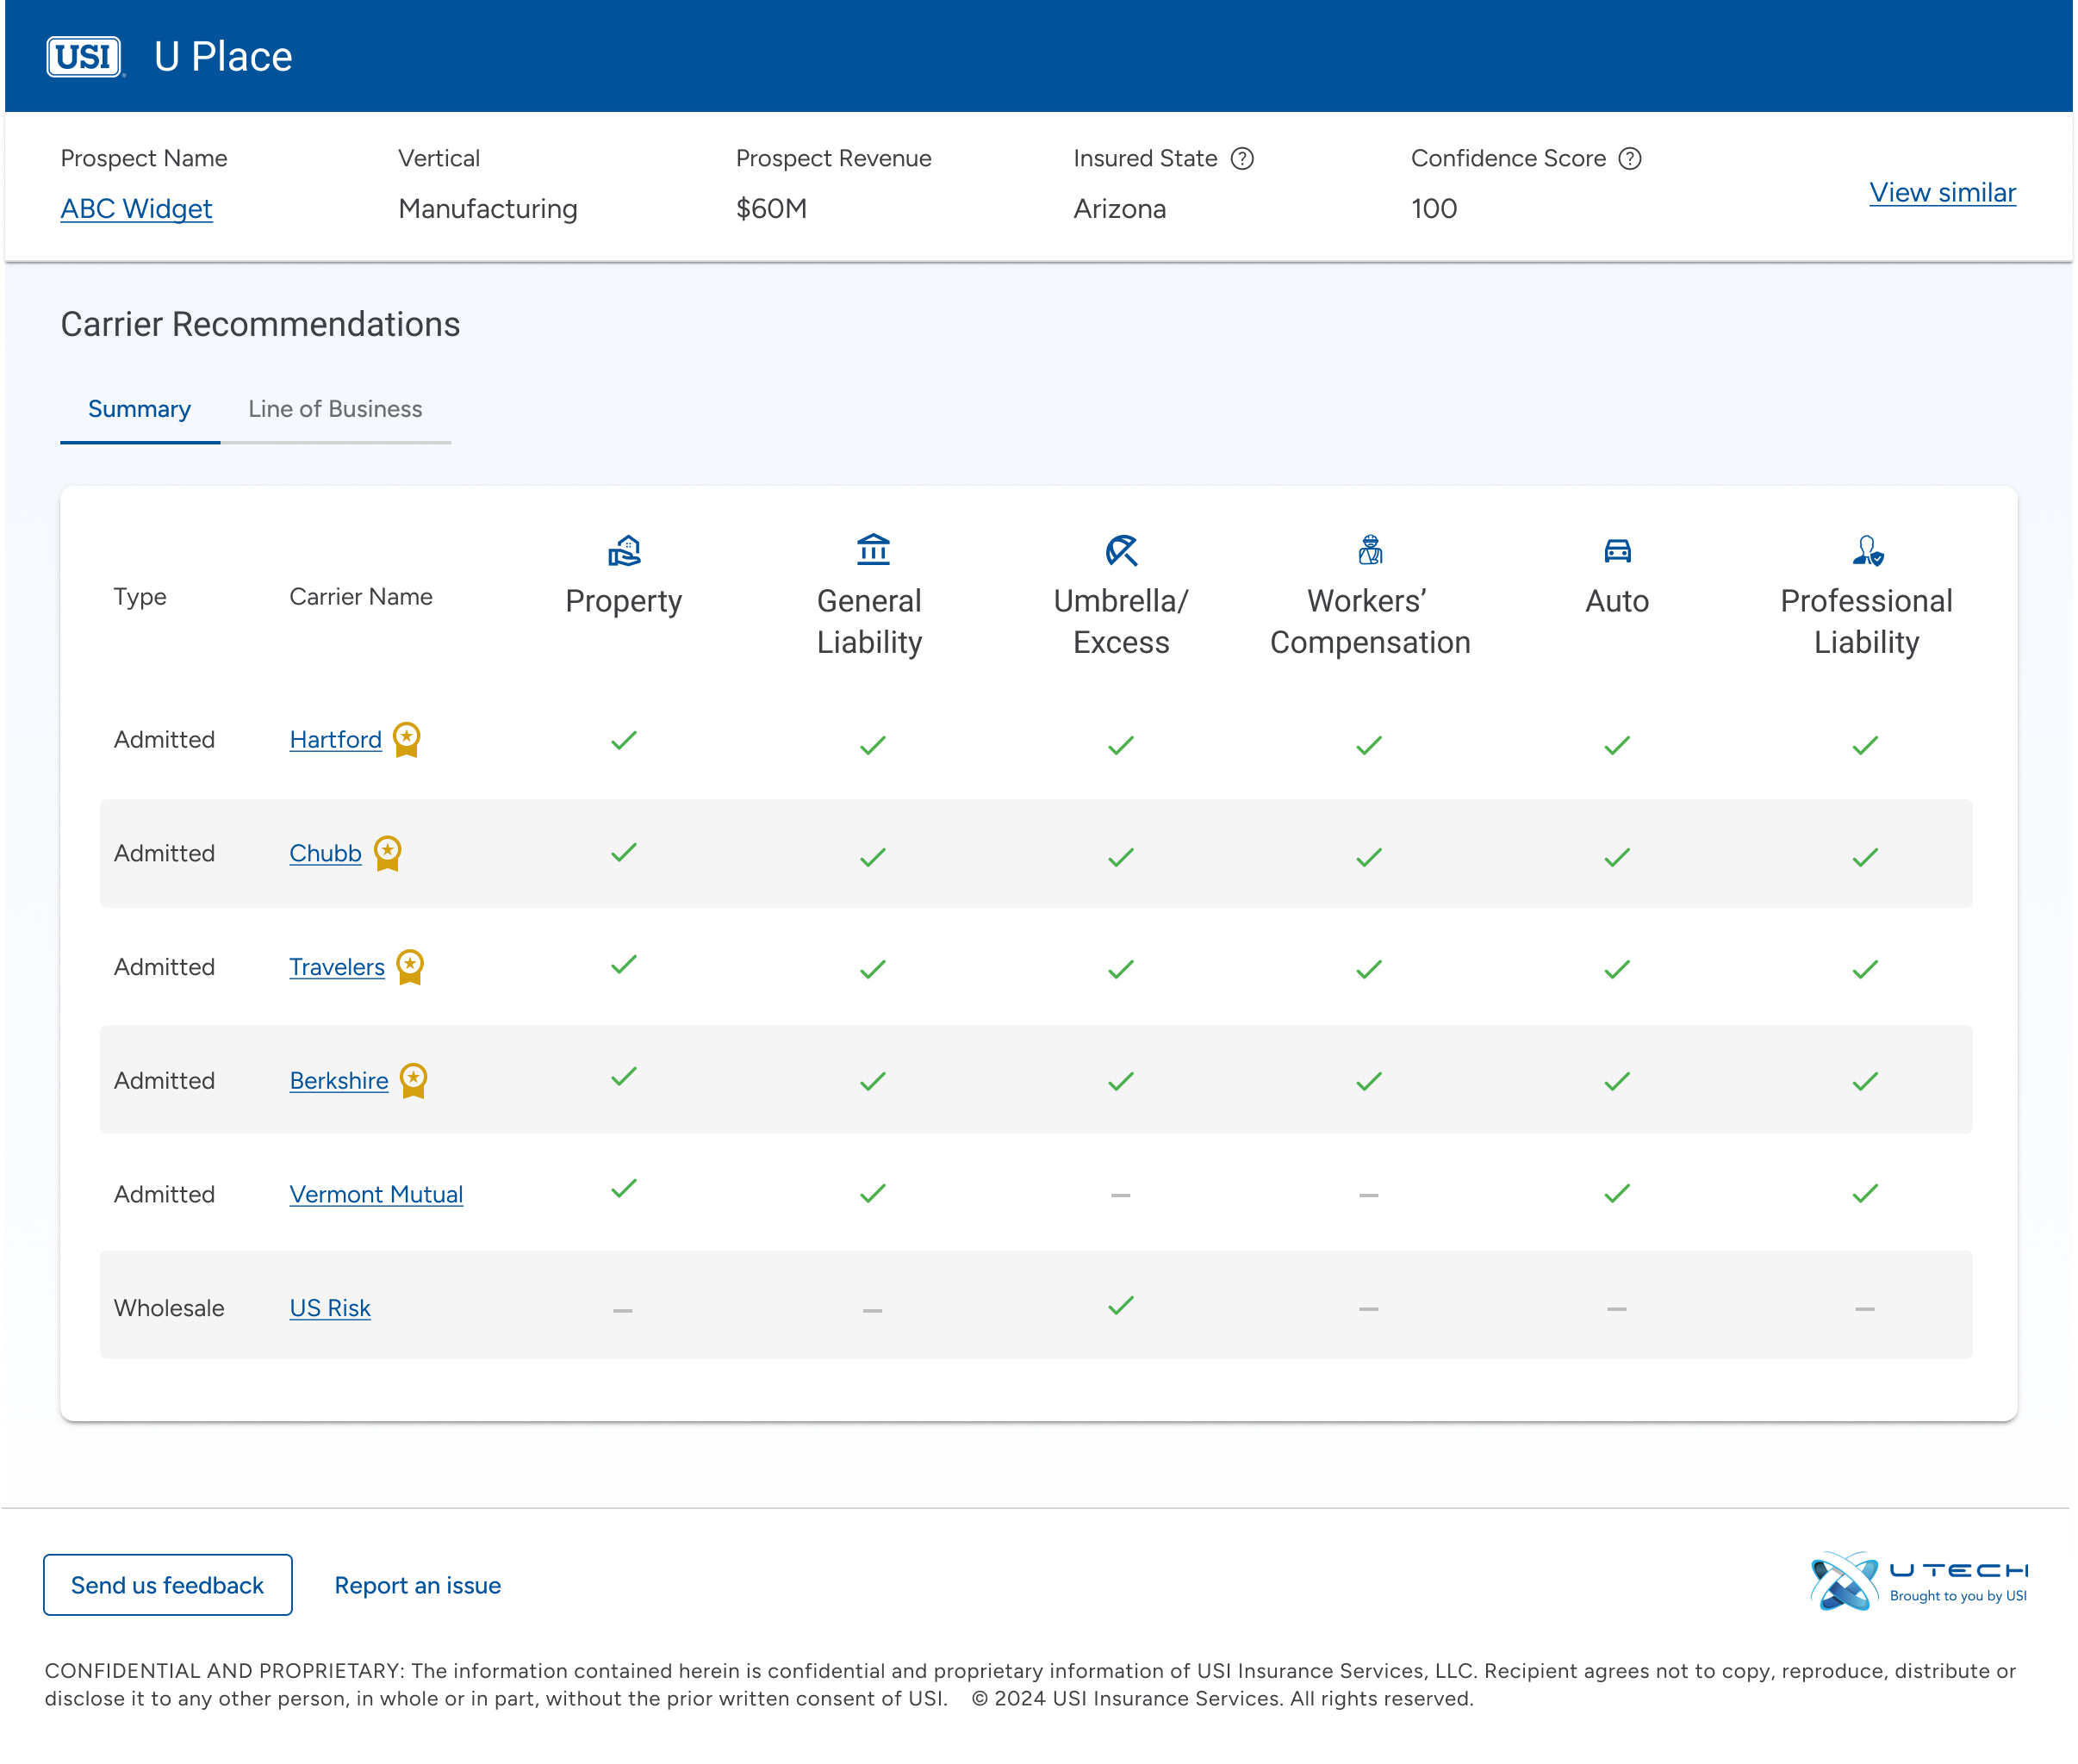 USI U Place
Prospect Name Vertical Prospect Revenue Insured State ? Confidence Score ?
ABC Widget Manufacturing $60M Arizona 100 View similar
Carrier Recommendations
Summary Line of Business
Type Carrier Name Property General Liability Umbrella/ Excess Workers’ Compensation Auto Professional Liability
Admitted Hartford
Admitted Chubb
Admitted Travelers
Admitted Berkshire
Admitted Vermont Mutual
Wholesale US Risk
Send us feedback Report an issue
U TECH
Brought to you by USI
CONFIDENTIAL AND PROPRIETARY: The information contained herein is confidential and proprietary information of USI Insurance Services, LLC. Recipient agrees not to copy, reproduce, distribute or
disclose it to any other person, in whole or in part, without the prior written consent of USI. © 2024 USI Insurance Services. All rights reserved.